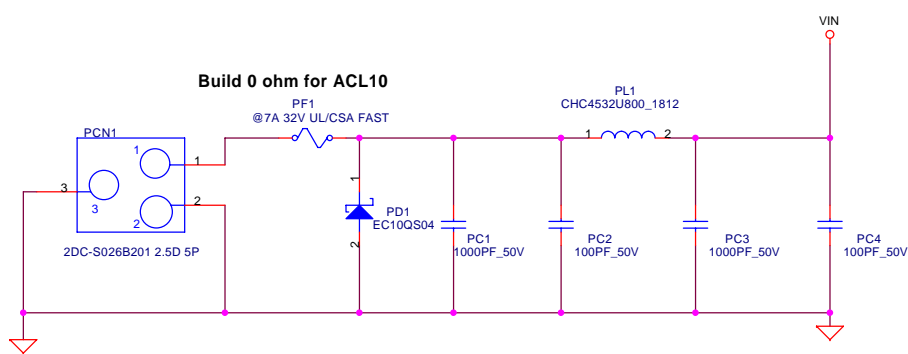 VIN
Build 0 ohm for ACL10
PF1
@7A 32V UL/CSA FAST
PL1
CHC4532U800_1812
1
2
PCN1
1
1
3
3
2
2
2DC-S026B201 2.5D 5P
1
2
PD1
EC10QS04
PC1
1000PF_50V
PC2
100PF_50V
PC3
1000PF_50V
PC4
100PF_50V